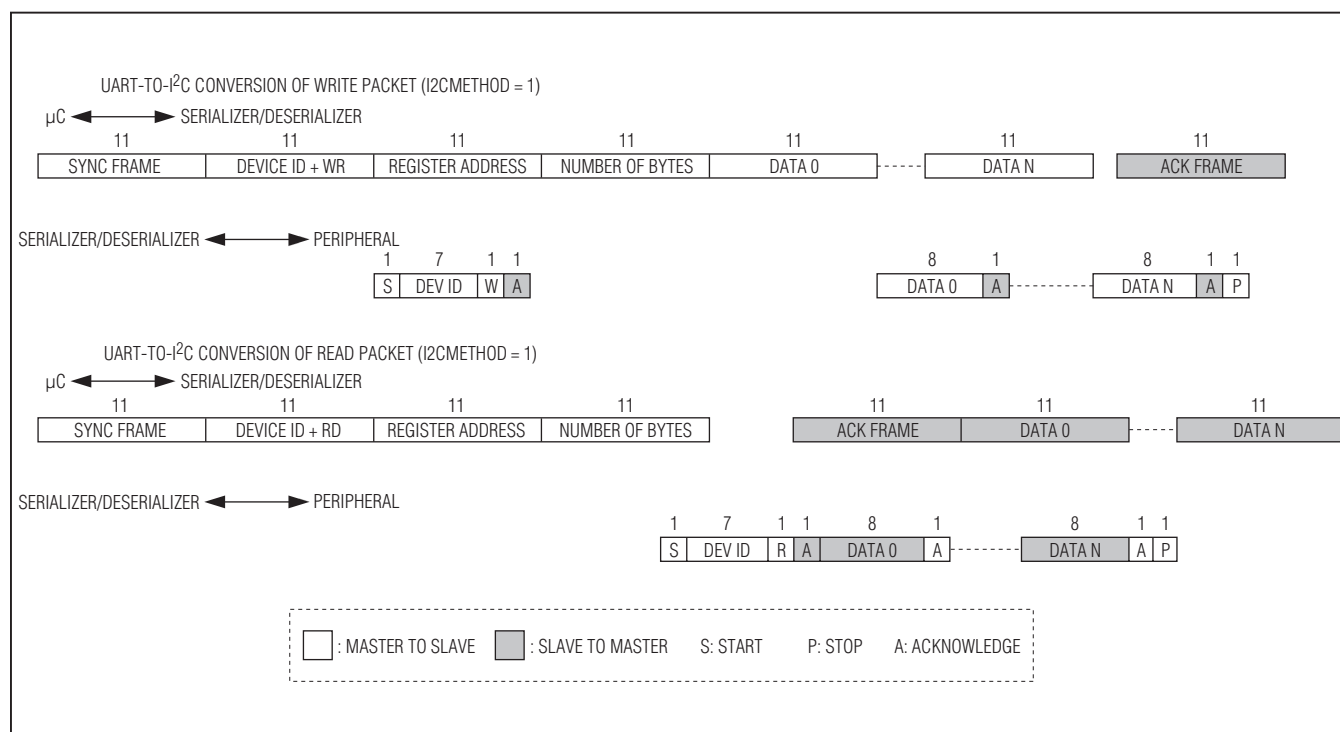 UART-TO-I²C CONVERSION OF WRITE PACKET (I2CMETHOD = 1)
µC SERIALIZER/DESERIALIZER
11 11 11 11 11 11 11
SYNC FRAME DEVICE ID + WR REGISTER ADDRESS NUMBER OF BYTES DATA 0 DATA N ACK FRAME
SERIALIZER/DESERIALIZER PERIPHERAL
1 7 1 1 8 1 8 1 1
S DEV ID W A DATA 0 A DATA N A P
UART-TO-I²C CONVERSION OF READ PACKET (I2CMETHOD = 1)
µC SERIALIZER/DESERIALIZER
11 11 11 11 11 11 11
SYNC FRAME DEVICE ID + RD REGISTER ADDRESS NUMBER OF BYTES ACK FRAME DATA 0 DATA N
SERIALIZER/DESERIALIZER PERIPHERAL
1 7 1 1 8 1 8 1 1
S DEV ID R A DATA 0 A DATA N A P
: MASTER TO SLAVE : SLAVE TO MASTER S: START P: STOP A: ACKNOWLEDGE